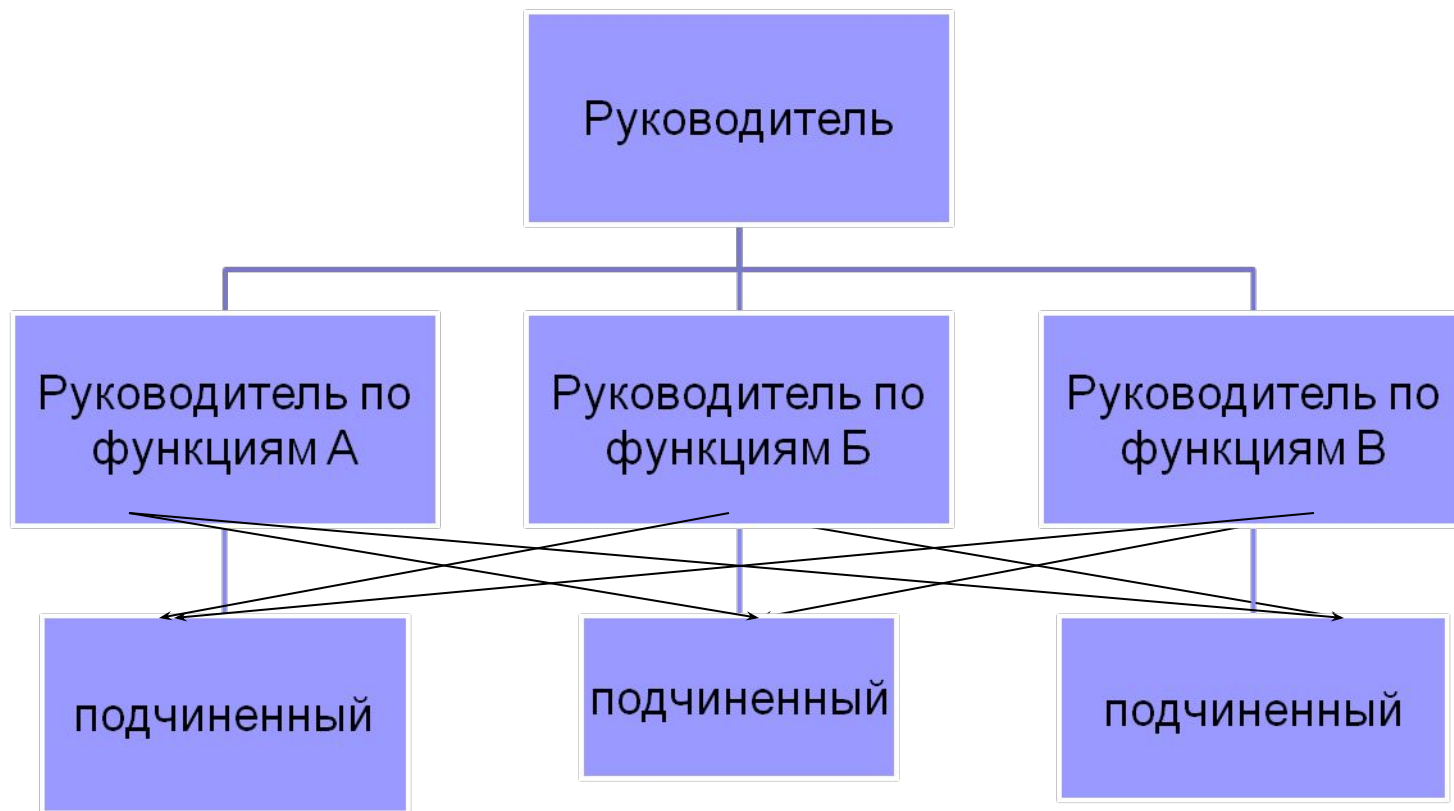 Руководитель
Руководитель по
функциям А
Руководитель по
функциям Б
Руководитель по
функциям В
подчиненный
подчиненный
подчиненный